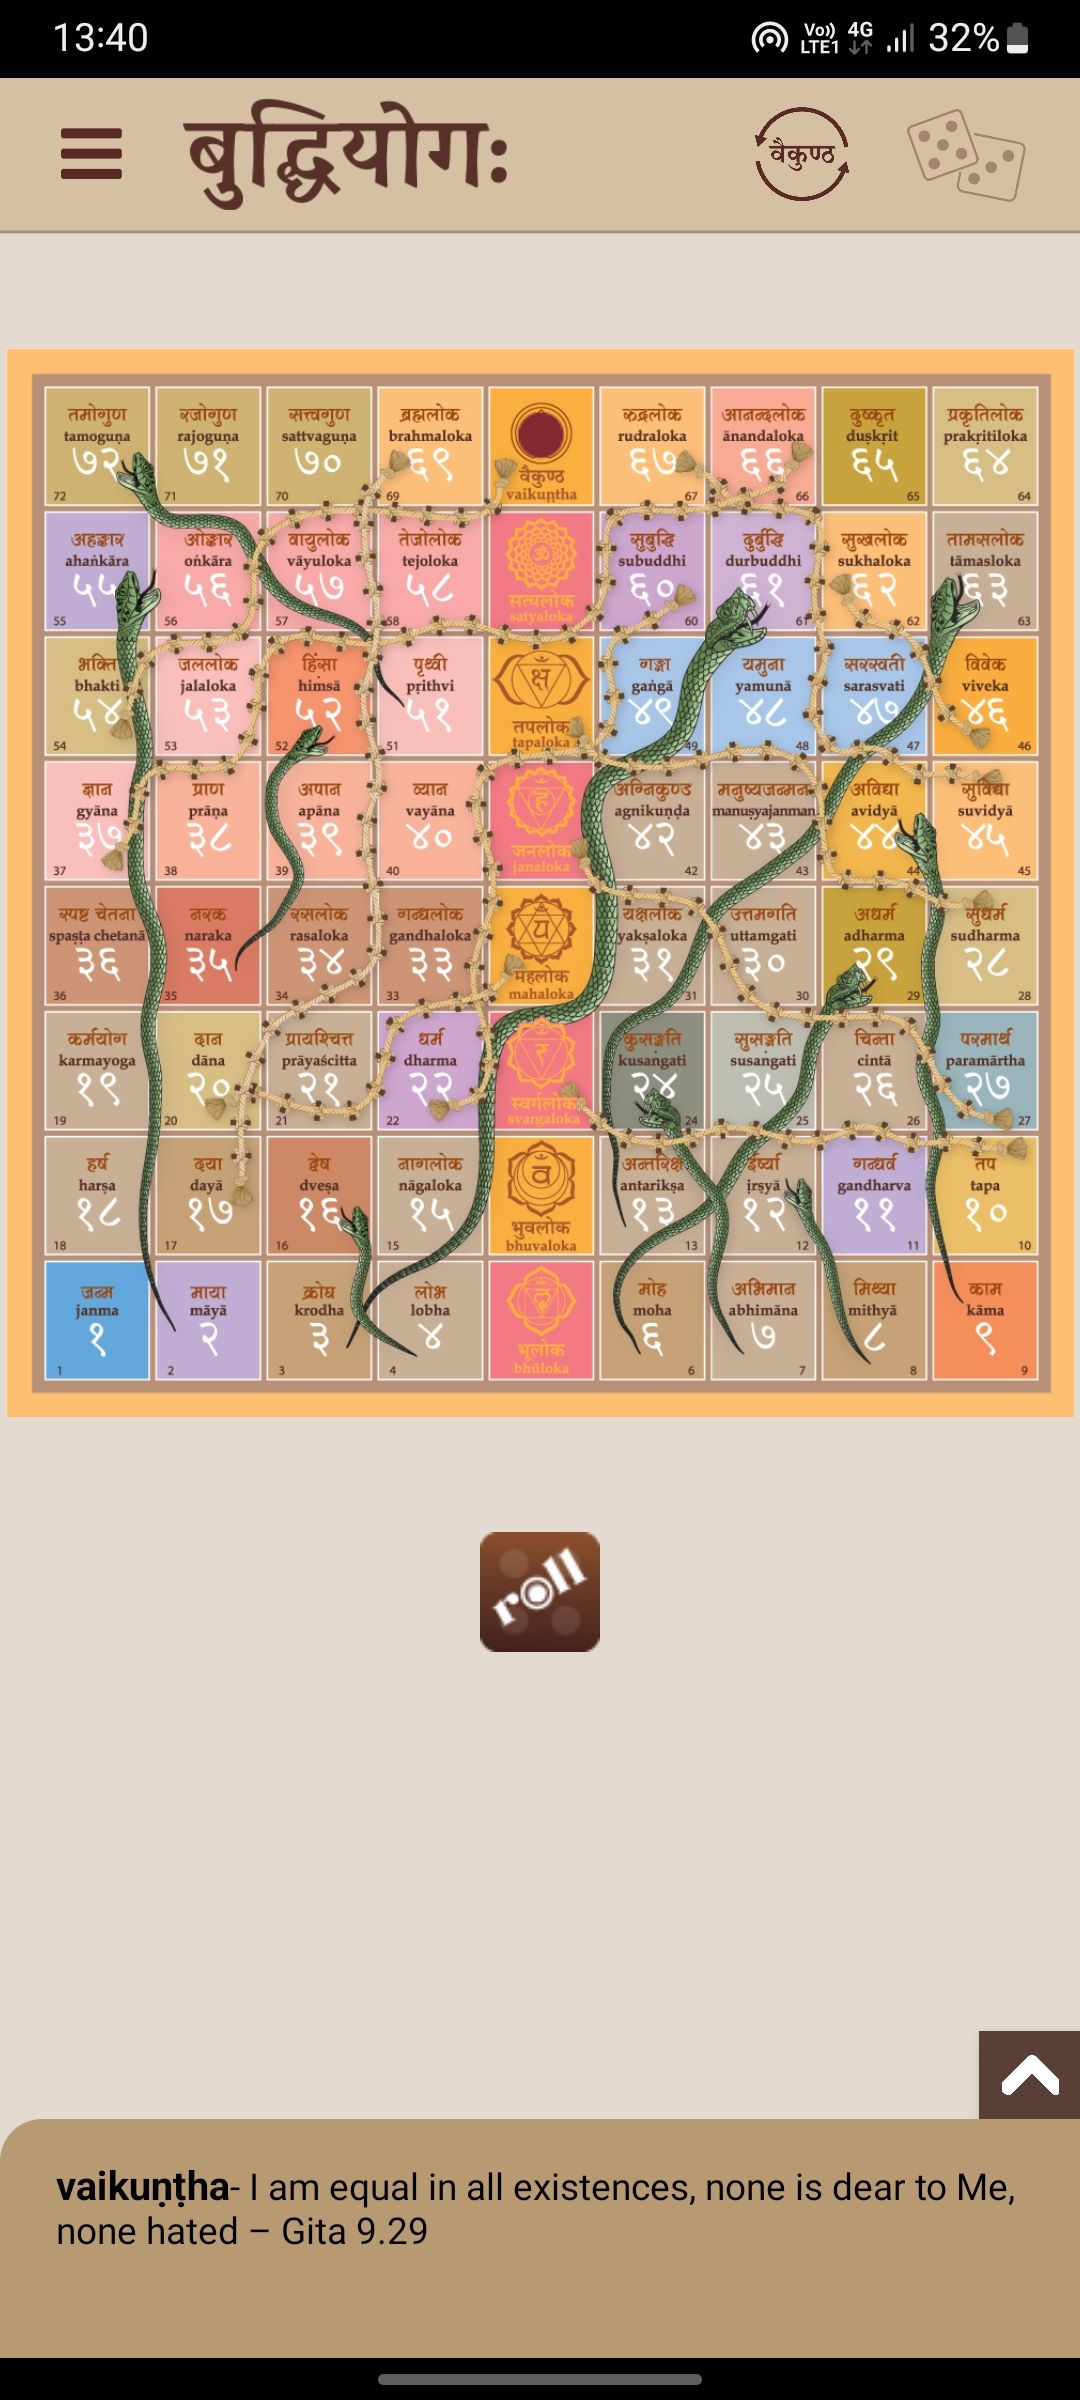 13:40
Vo)) LTE1 4G 32%
बुद्धियोगः
वैकुण्ठ
तमोगुण
tamoguṇa
७२
72
रजोगुण
rajoguṇa
७१
71
सत्त्वगुण
sattvaguṇa
७०
70
ब्रह्मलोक
brahmaloka
६९
69
वैकुण्ठ
vaikuṇtha
रुद्रलोक
rudraloka
६७
67
आनन्दलोक
ānandaloka
६६
66
दुष्कृत
duṣkṛit
६५
65
प्रकृतिलोक
prakṛitiloka
६४
64
अहङ्कार
ahaṅkāra
५५
55
ओङ्कार
oṅkāra
५६
56
वायुलोक
vāyuloka
५७
57
तेजोलोक
tejoloka
५८
58
ॐ
सत्यलोक
satyaloka
सुबुद्धि
subuddhi
६०
60
दुर्बुद्धि
durbuddhi
६१
61
सुखलोक
sukhaloka
६२
62
तामसलोक
tāmasloka
६३
63
भक्ति
bhakti
५४
54
जललोक
jalaloka
५३
53
हिंसा
hiṁsā
५२
52
पृथ्वी
pṛithvi
५१
51
क्ष
तपलोक
tapaloka
गङ्गा
gaṅgā
४९
49
यमुना
yamunā
४८
48
सरस्वती
sarasvati
४७
47
विवेक
viveka
४६
46
ज्ञान
gyāna
३७
37
प्राण
prāṇa
३८
38
अपान
apāna
३९
39
व्यान
vayāna
४०
40
हं
जनलोक
janaloka
अग्निकुण्ड
agnikuṇḍa
४२
42
मनुष्यजन्मन
manuṣyajanman
४३
43
अविद्या
avidyā
४४
44
सुविद्या
suvidyā
४५
45
स्पष्ट चेतना
spaṣṭa chetanā
३६
36
नरक
naraka
३५
35
रसलोक
rasaloka
३४
34
गन्धलोक
gandhaloka
३३
33
यं
महलोक
mahaloka
यक्षलोक
yakṣaloka
३१
31
उत्तमगति
uttamgati
३०
30
अधर्म
adharma
२९
29
सुधर्म
sudharma
२८
28
कर्मयोग
karmayoga
१९
19
दान
dāna
२०
20
प्रायश्चित्त
prāyaścitta
२१
21
धर्म
dharma
२२
22
रं
स्वर्गलोक
svargaloka
कुसङ्गति
kusaṅgati
२४
24
सुसङ्गति
susaṅgati
२५
25
चिन्ता
cintā
२६
26
परमार्थ
paramārtha
२७
27
हर्ष
harṣa
१८
18
दया
dayā
१७
17
द्वेष
dveṣa
१६
16
नागलोक
nāgaloka
१५
15
वं
भुवलोक
bhuvaloka
अन्तरिक्ष
antarikṣa
१३
13
ईर्ष्या
irṣyā
१२
12
गन्धर्व
gandharva
११
11
तप
tapa
१०
10
जन्म
janma
१
1
माया
māyā
२
2
क्रोध
krodha
३
3
लोभ
lobha
४
4
लं
भूलोक
bhūloka
मोह
moha
६
6
अभिमान
abhimāna
७
7
मिथ्या
mithyā
८
8
काम
kāma
९
9
roll
vaikuṇṭha- I am equal in all existences, none is dear to Me,
none hated – Gita 9.29